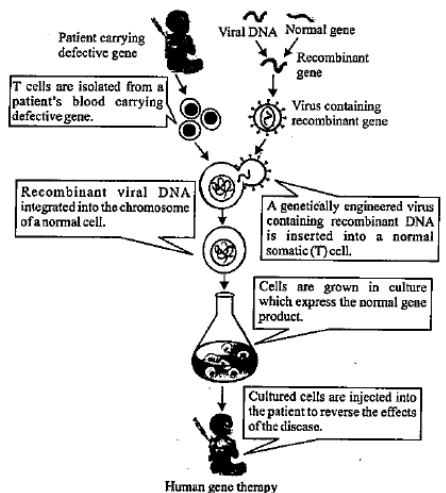 Patient carrying
defective gene
Viral DNA
Normal gene
Recombinant
gene
T cells are isolated from a
patient's blood carrying
defective gene.
Virus containing
recombinant gene
Recombinant viral DNA
integrated into the chromosome
of a normal cell.
A genetically engineered virus
containing recombinant DNA
is inserted into a normal
somatic (T) cell.
Cells are grown in culture
which express the normal gene
product.
Cultured cells are injected into
the patient to reverse the effects
of the disease.
Human gene therapy